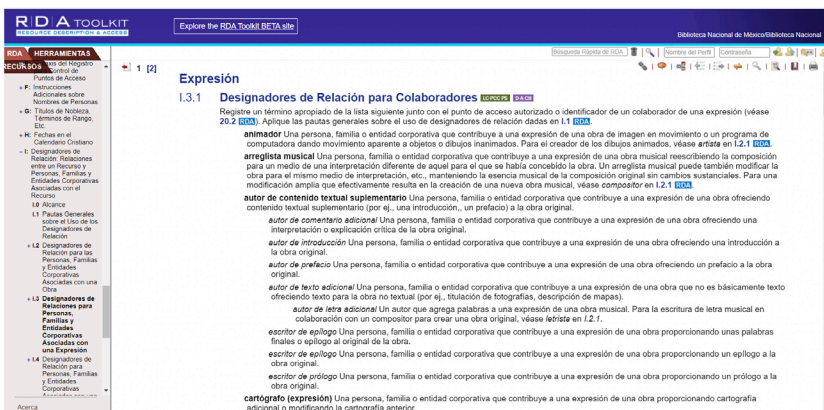 RDA TOOLKIT
RESOURCE DESCRIPTION & ACCESS
Explore the RDA Toolkit BETA site
Biblioteca Nacional de México/Biblioteca Nacional
RDA HERRAMIENTAS
RECURSOS
Búsqueda Rápida de RDA
Nombre del Perfil
Contraseña
del Registro
Control de
Puntos de Acceso
+ F: Instrucciones
Adicionales sobre
Nombres de Personas
+ G: Títulos de Nobleza,
Términos de Rango,
Etc.
+ H: Fechas en el
Calendario Cristiano
– I: Designadores de
Relación: Relaciones
entre un Recurso y
Personas, Familias y
Entidades Corporativas
Asociadas con el
Recurso
I.0 Alcance
I.1 Pautas Generales
sobre el Uso de los
Designadores de
Relación
+ I.2 Designadores de
Relación para las
Personas, Familias
y Entidades
Corporativas
Asociadas con una
Obra
+ I.3 Designadores de
Relaciones para
Personas,
Familias y
Entidades
Corporativas
Asociadas con
una Expresión
+ I.4 Designadores de
Relación para
Personas, Familias
y Entidades
Corporativas
Asociadas con una
Acerca
1 [2]
Expresión
I.3.1 Designadores de Relación para Colaboradores LC-PCC PS
Registre un término apropiado de la lista siguiente junto con el punto de acceso autorizado o identificador de un colaborador de una expresión (véase
20.2 RDA). Aplique las pautas generales sobre el uso de designadores de relación dadas en I.1 RDA.
animador Una persona, familia o entidad corporativa que contribuye a una expresión de una obra de imagen en movimiento o un programa de
computadora dando movimiento aparente a objetos o dibujos inanimados. Para el creador de los dibujos animados, véase artista en I.2.1 RDA.
arreglista musical Una persona, familia o entidad corporativa que contribuye a una expresión de una obra musical reescribiendo la composición
para un medio de una interpretación diferente de aquel para el que se había concebido la obra. Un arreglista musical puede también modificar la
obra para el mismo medio de interpretación, etc., manteniendo la esencia musical de la composición original sin cambios sustanciales. Para una
modificación amplia que efectivamente resulta en la creación de una nueva obra musical, véase compositor en I.2.1 RDA.
autor de contenido textual suplementario Una persona, familia o entidad corporativa que contribuye a una expresión de una obra ofreciendo
contenido textual suplementario (por ej., una introducción,, un prefacio) a la obra original.
autor de comentario adicional Una persona, familia o entidad corporativa que contribuye a una expresión de una obra ofreciendo una
interpretación o explicación crítica de la obra original.
autor de introducción Una persona, familia o entidad corporativa que contribuye a una expresión de una obra ofreciendo una introducción a
la obra original.
autor de prefacio Una persona, familia o entidad corporativa que contribuye a una expresión de una obra ofreciendo un prefacio a la obra
original.
autor de texto adicional Una persona, familia o entidad corporativa que contribuye a una expresión de una obra que no es básicamente texto
ofreciendo texto para la obra no textual (por ej., titulación de fotografías, descripción de mapas).
autor de letra adicional Un autor que agrega palabras a una expresión de una obra musical. Para la escritura de letra musical en
colaboración con un compositor para crear una obra original, véase letrista en I.2.1.
escritor de epílogo Una persona, familia o entidad corporativa que contribuye a una expresión de una obra proporcionando unas palabras
finales o epílogo al original de la obra.
escritor de epílogo Una persona, familia o entidad corporativa que contribuye a una expresión de una obra proporcionando un epílogo a la
obra original.
escritor de prólogo Una persona, familia o entidad corporativa que contribuye a una expresión de una obra proporcionando un prólogo a la
obra original.
cartógrafo (expresión) Una persona, familia o entidad corporativa que contribuye a una expresión de una obra proporcionando cartografía
adicional o modificando la cartografía anterior.